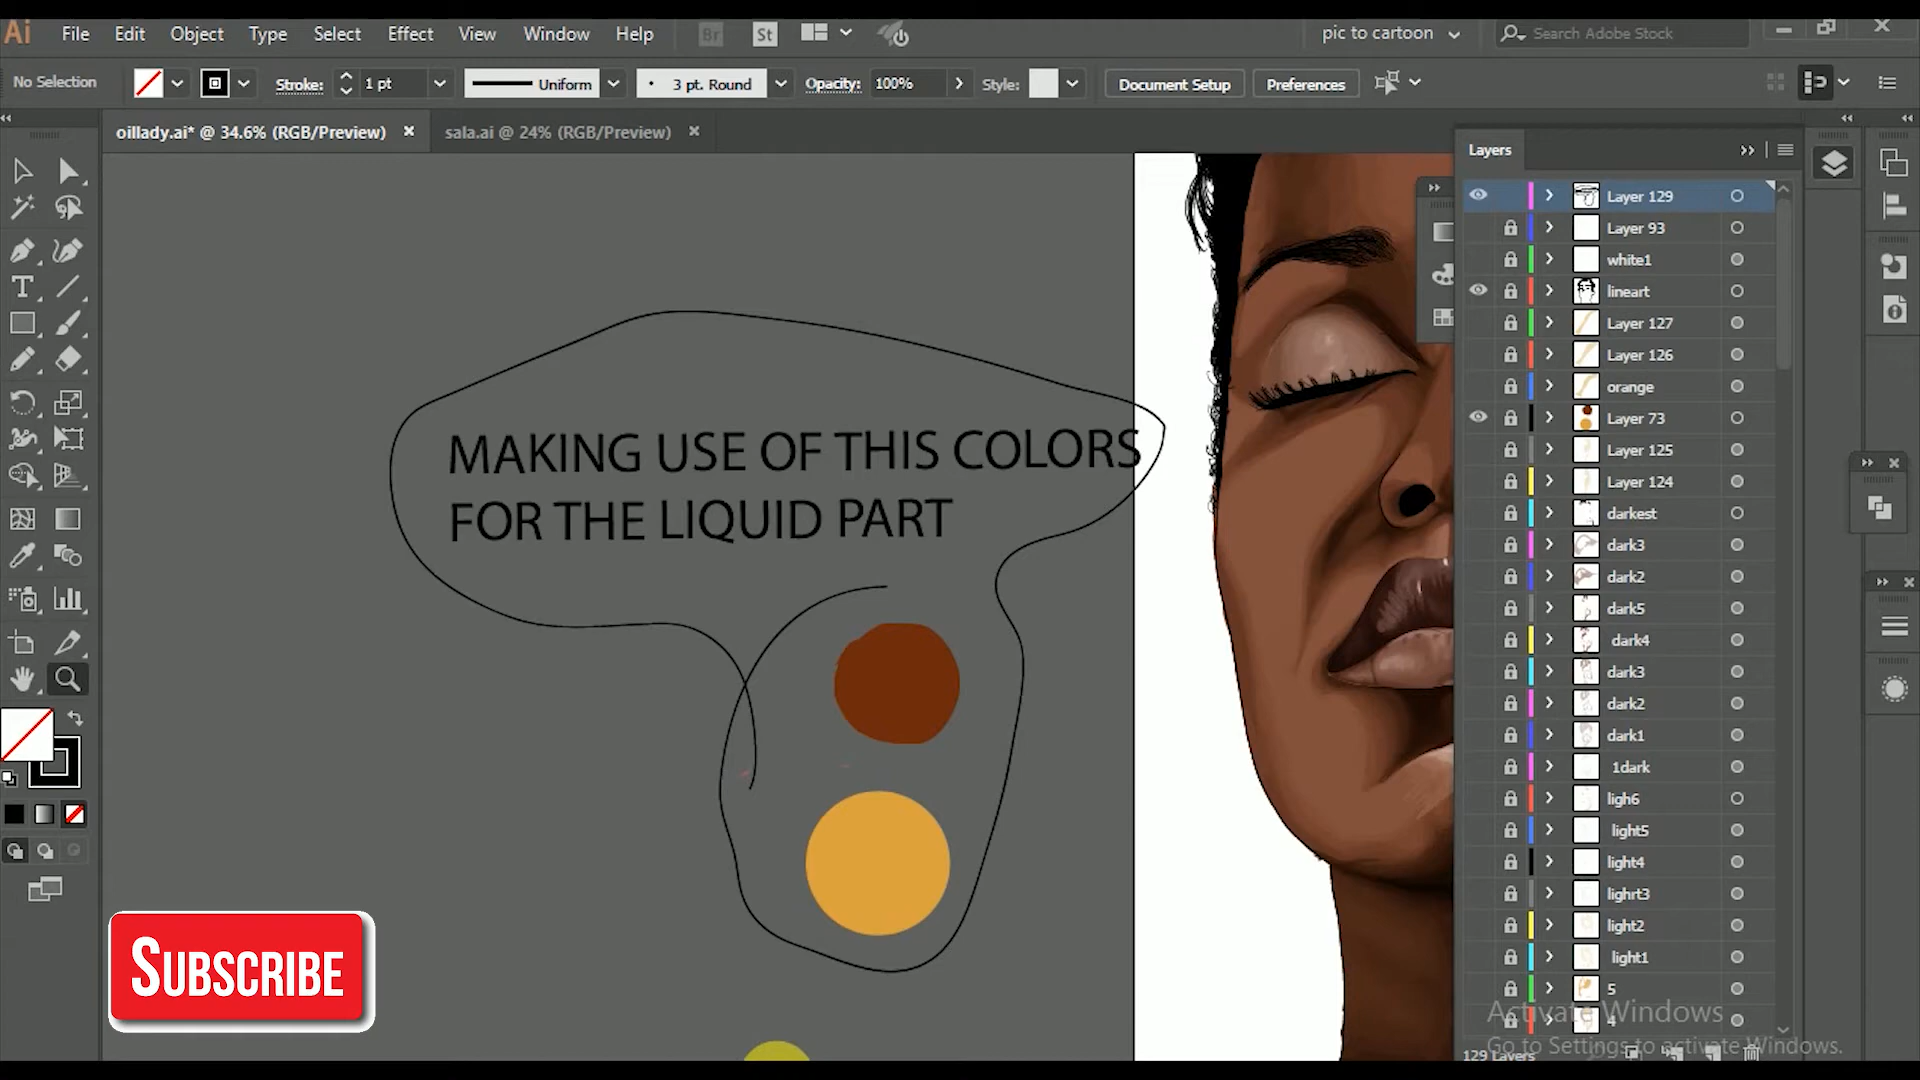 Ai File Edit Object Type Select Effect View Window Help Br St pic to cartoon Search Adobe Stock
No Selection Stroke: 1 pt Uniform 3 pt. Round Opacity: 100% Style: Document Setup Preferences
oillady.ai* @ 34.6% (RGB/Preview) sala.ai @ 24% (RGB/Preview)
Layers
Layer 129
Layer 93
white1
lineart
Layer 127
Layer 126
orange
Layer 73
Layer 125
Layer 124
darkest
dark3
dark2
dark5
dark4
dark3
dark2
dark1
1dark
ligh6
light5
light4
lighrt3
light2
light1
5
4
129 Layers
MAKING USE OF THIS COLORS
FOR THE LIQUID PART
SUBSCRIBE
Activate Windows
Go to Settings to activate Windows.